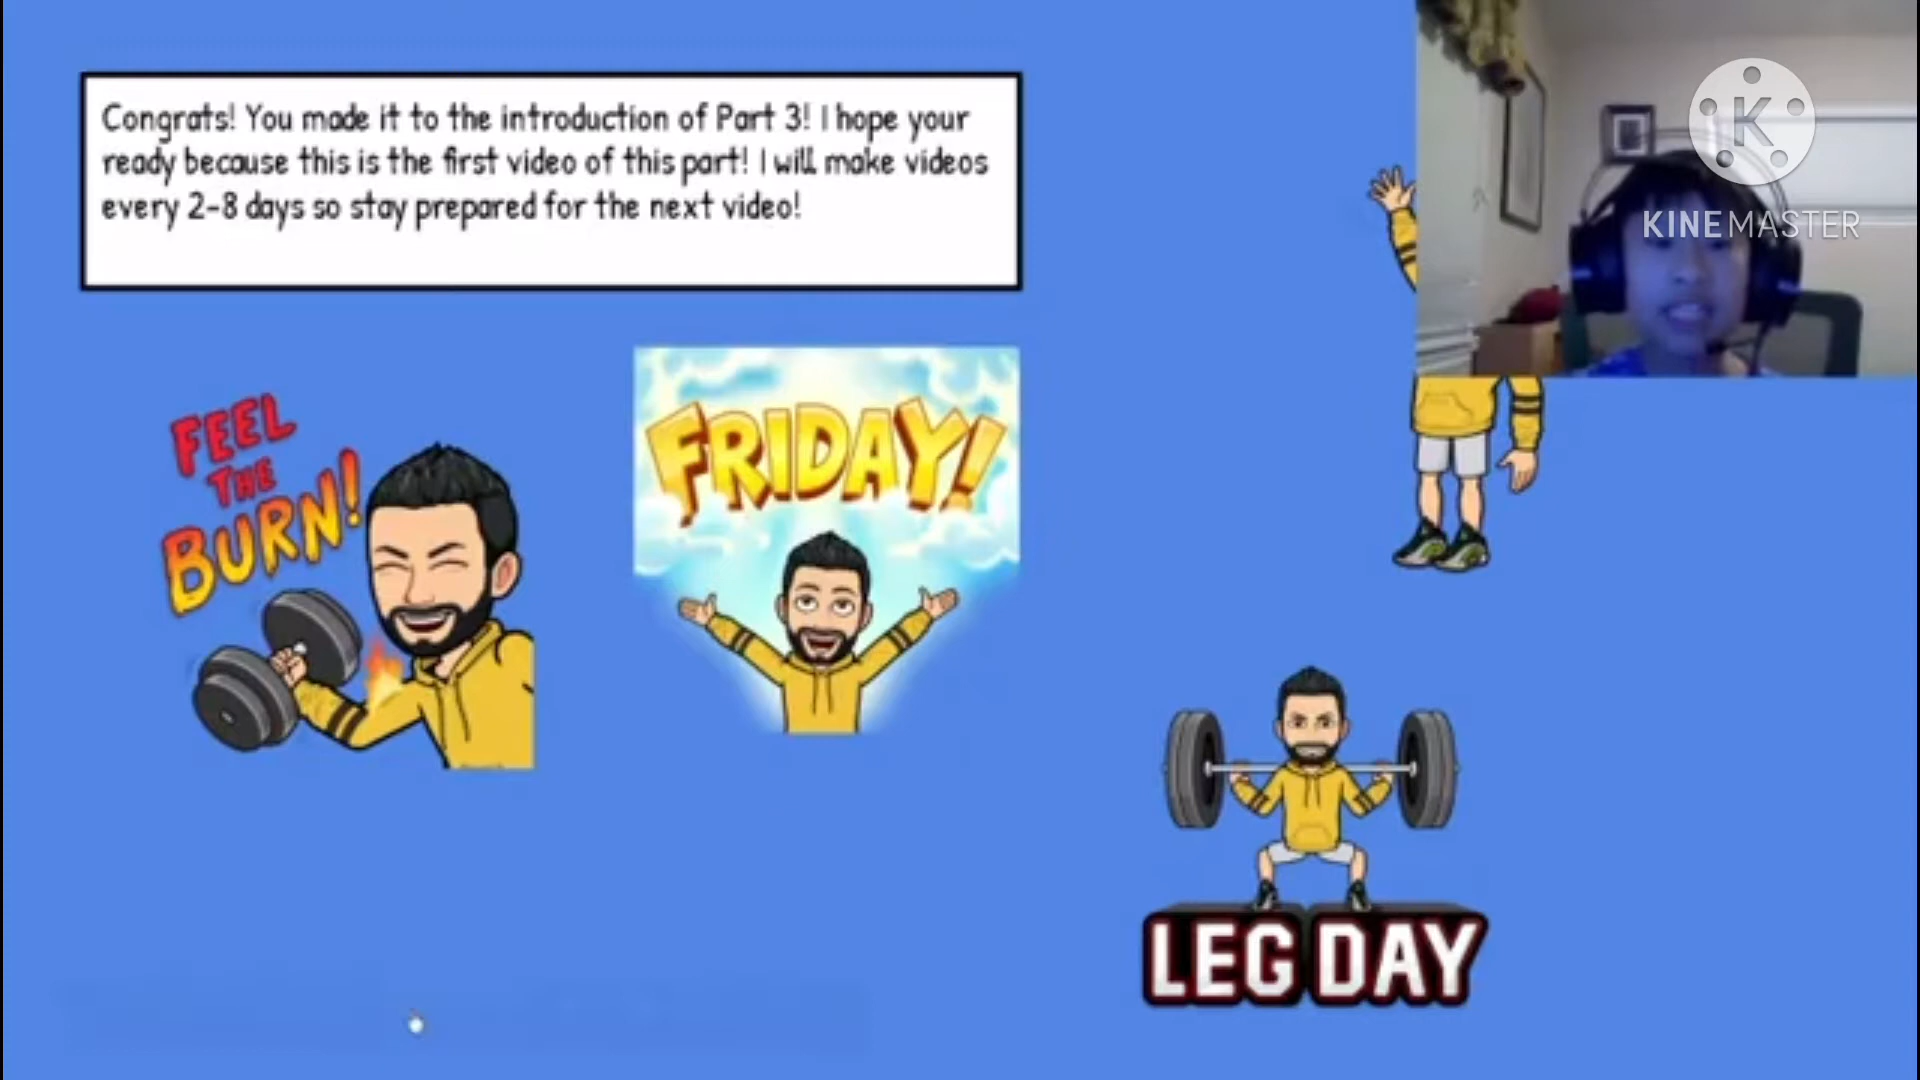 Congrats! You made it to the introduction of Part 3! I hope your
ready because this is the first video of this part! I will make videos
every 2-8 days so stay prepared for the next video!
K
KINEMASTER
FEEL
THE
BURN!
FRIDAY!
LEG DAY